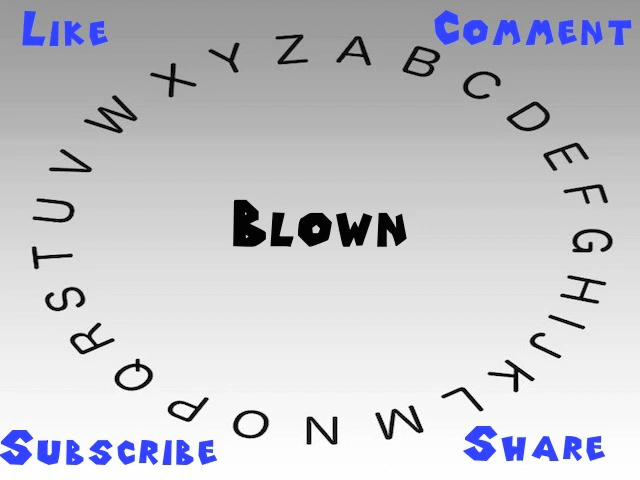 Like
Comment
A B C D E F G H I J K L M N O P Q R S T U V W X Y Z
Blown
Subscribe
Share